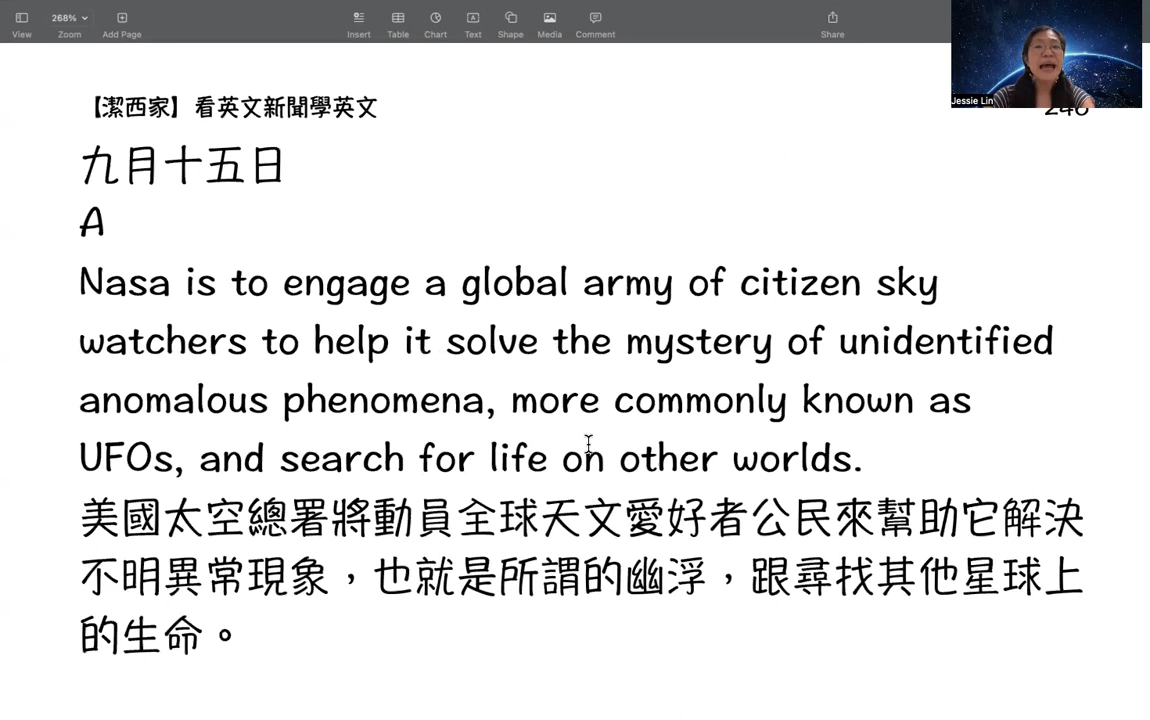 268%
View
Zoom
Add Page
Insert
Table
Chart
Text
Shape
Media
Comment
Share
Jessie Lin
【潔西家】看英文新聞學英文
九月十五日
A
Nasa is to engage a global army of citizen sky
watchers to help it solve the mystery of unidentified
anomalous phenomena, more commonly known as
UFOs, and search for life on other worlds.
美國太空總署將動員全球天文愛好者公民來幫助它解決
不明異常現象，也就是所謂的幽浮，跟尋找其他星球上
的生命。